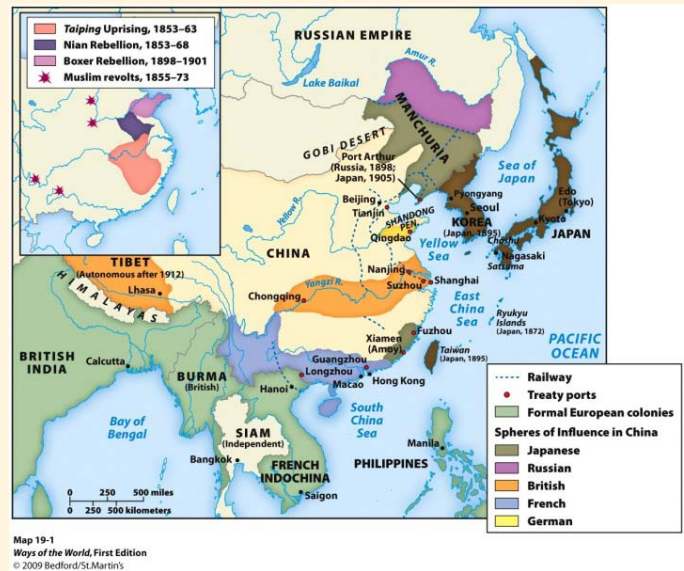 Taiping Uprising, 1853–63
Nian Rebellion, 1853–68
Boxer Rebellion, 1898–1901
Muslim revolts, 1855–73
RUSSIAN EMPIRE
Amur R.
Lake Baikal
MANCHURIA
GOBI DESERT
Port Arthur
(Russia, 1898;
Japan, 1905)
Sea of
Japan
Beijing
Tianjin
Pyongyang
Seoul
Edo
(Tokyo)
Yellow R.
SHANDONG
PEN.
KOREA
(Japan, 1895)
Kyoto
JAPAN
Qingdao
Yellow
Sea
Choshu
Nagasaki
Satsuma
CHINA
TIBET
(Autonomous after 1912)
Lhasa
HIMALAYAS
Nanjing
Yangzi R.
Suzhou
Shanghai
Chongqing
East
China
Sea
Ryukyu
Islands
(Japan, 1872)
Fuzhou
Xiamen
(Amoy)
PACIFIC
OCEAN
BRITISH
INDIA
Calcutta
BURMA
(British)
Guangzhou
Longzhou
Taiwan
(Japan, 1895)
Hanoi
Macao
Hong Kong
Bay of
Bengal
SIAM
(Independent)
South
China
Sea
Bangkok
FRENCH
INDOCHINA
Saigon
Manila
PHILIPPINES
0 250 500 miles
0 250 500 kilometers
Railway
Treaty ports
Formal European colonies
Spheres of Influence in China
Japanese
Russian
British
French
German
Map 19-1
Ways of the World, First Edition
© 2009 Bedford/St.Martin's